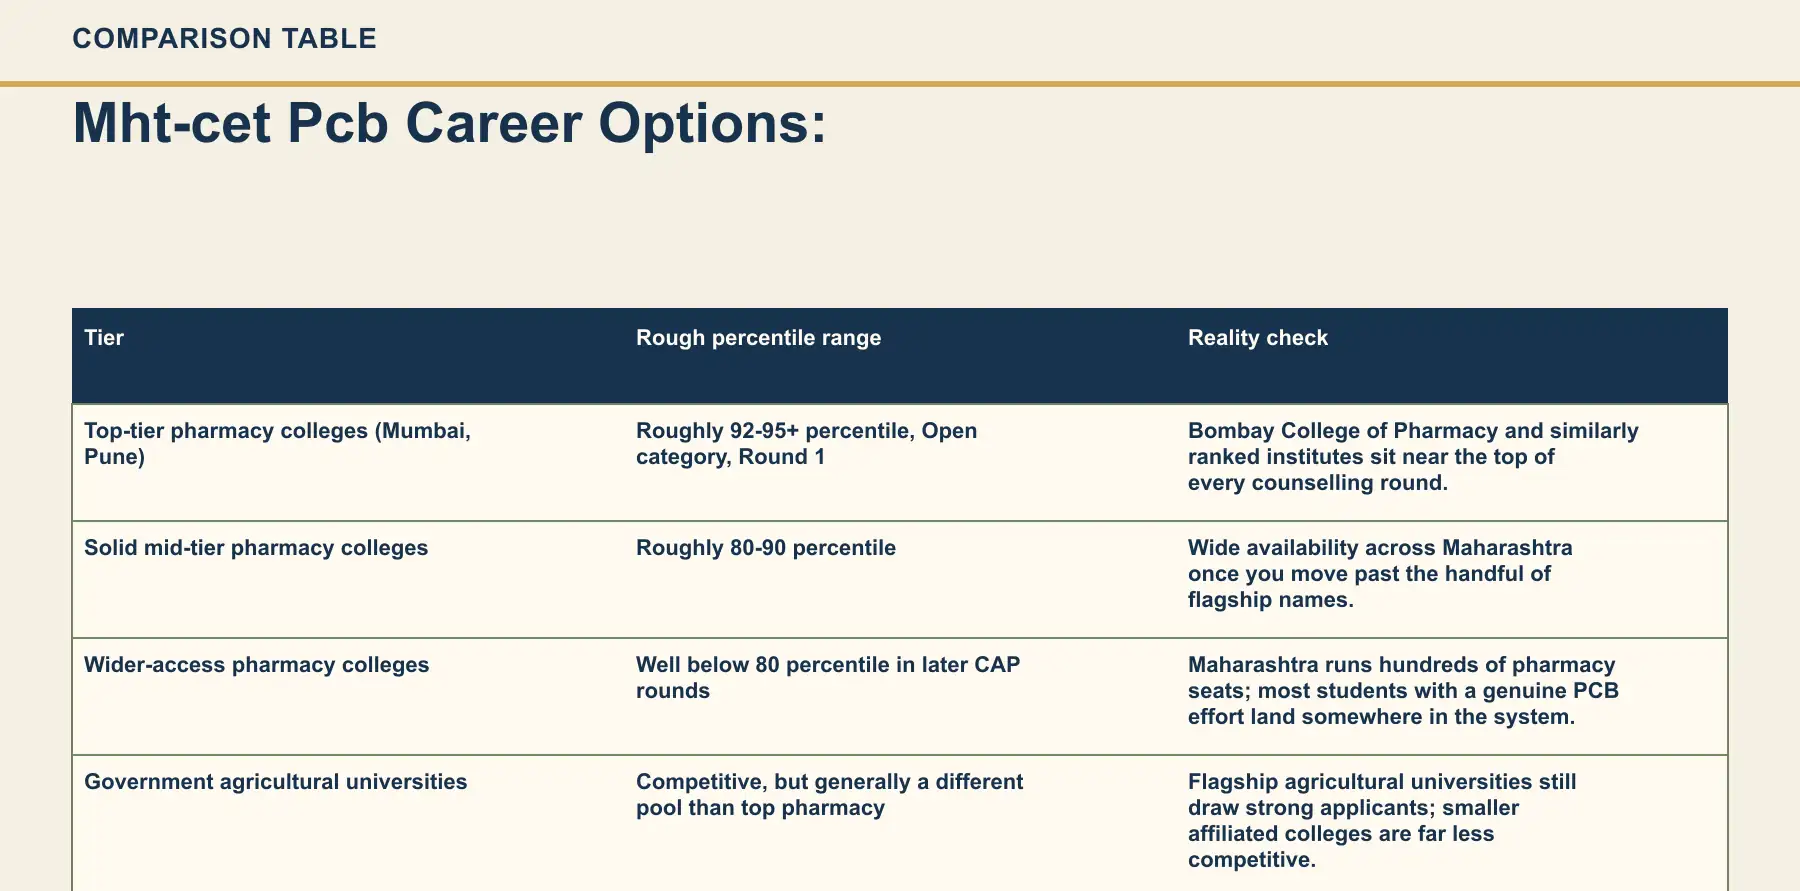 COMPARISON TABLE
Mht-cet Pcb Career Options:
Tier
Rough percentile range
Reality check
Top-tier pharmacy colleges (Mumbai,
Pune)
Roughly 92-95+ percentile, Open
category, Round 1
Bombay College of Pharmacy and similarly
ranked institutes sit near the top of
every counselling round.
Solid mid-tier pharmacy colleges
Roughly 80-90 percentile
Wide availability across Maharashtra
once you move past the handful of
flagship names.
Wider-access pharmacy colleges
Well below 80 percentile in later CAP
rounds
Maharashtra runs hundreds of pharmacy
seats; most students with a genuine PCB
effort land somewhere in the system.
Government agricultural universities
Competitive, but generally a different
pool than top pharmacy
Flagship agricultural universities still
draw strong applicants; smaller
affiliated colleges are far less
competitive.